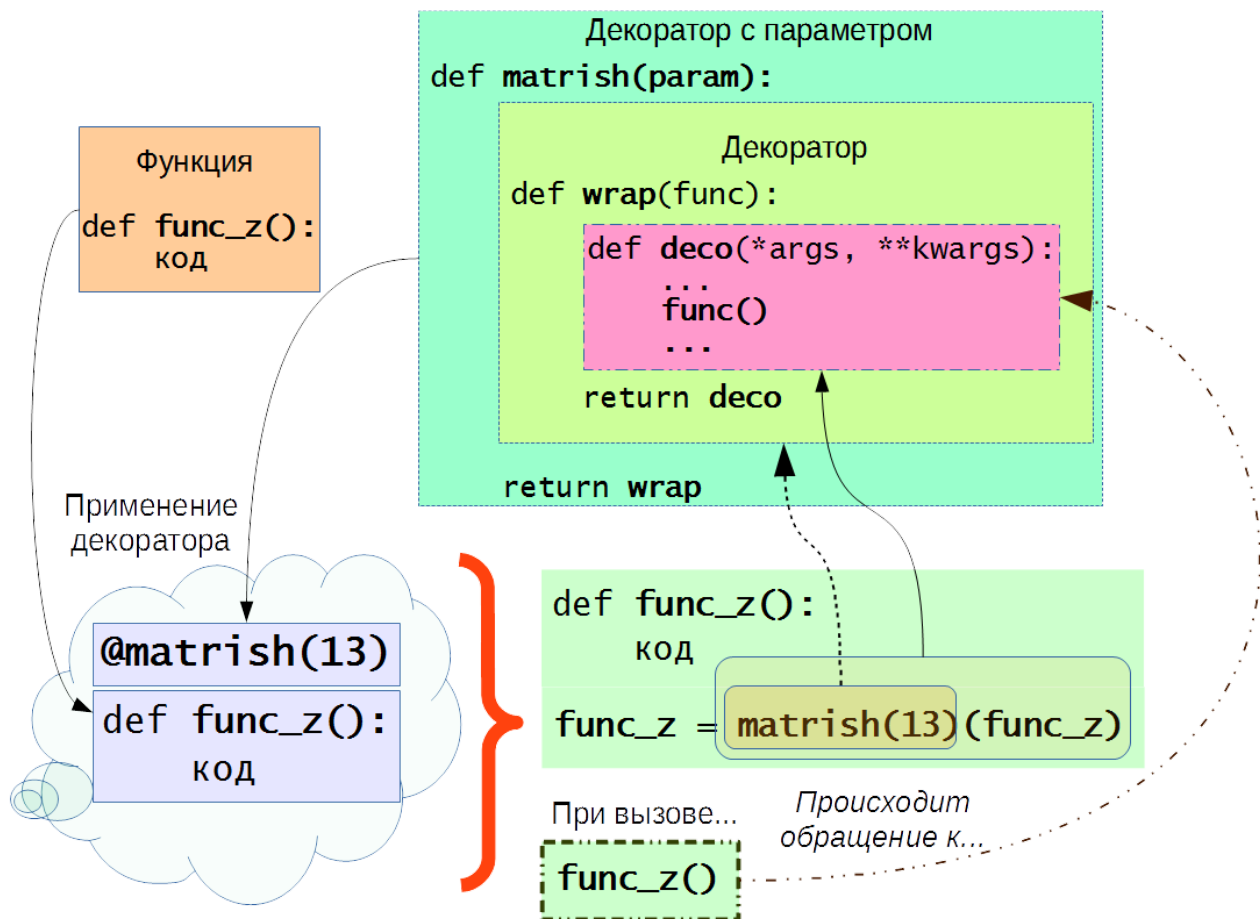 Декоратор с параметром
def matrish(param):
Декоратор
def wrap(func):
def deco(*args, **kwargs):
...
func()
...
return deco
return wrap
Функция
def func_z():
код
Применение
декоратора
@matrish(13)
def func_z():
код
def func_z():
код
func_z = matrish(13)(func_z)
При вызове...
func_z()
Происходит
обращение к...